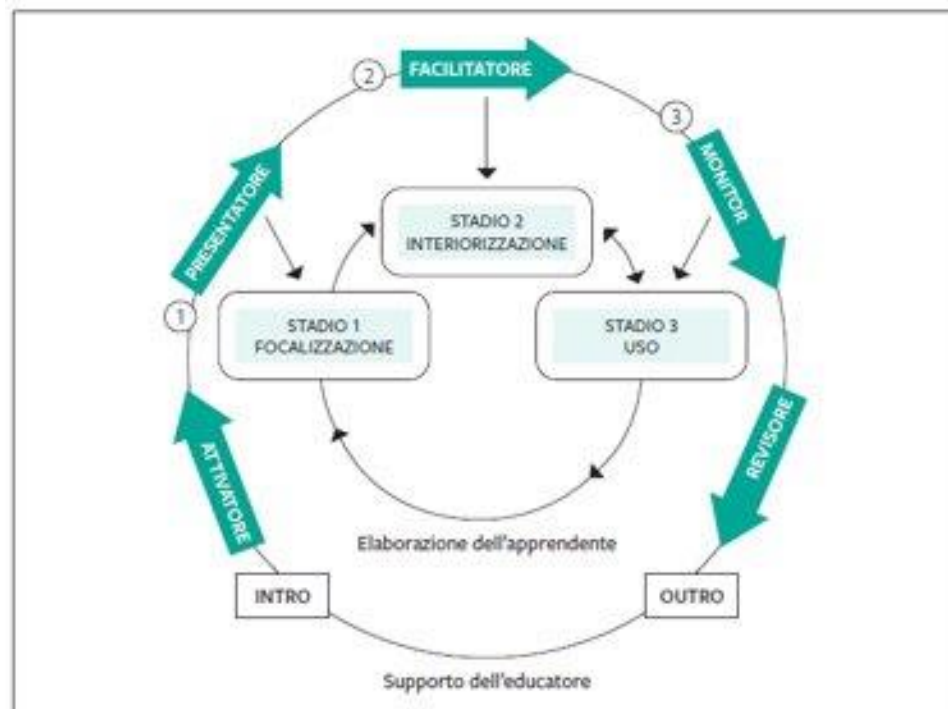 2
FACILITATORE
3
PRESENTATORE
MONITOR
STADIO 2
INTERIORIZZAZIONE
1
STADIO 1
FOCALIZZAZIONE
STADIO 3
USO
ATTIVATORE
REVISORE
Elaborazione dell'apprendente
INTRO
OUTRO
Supporto dell'educatore